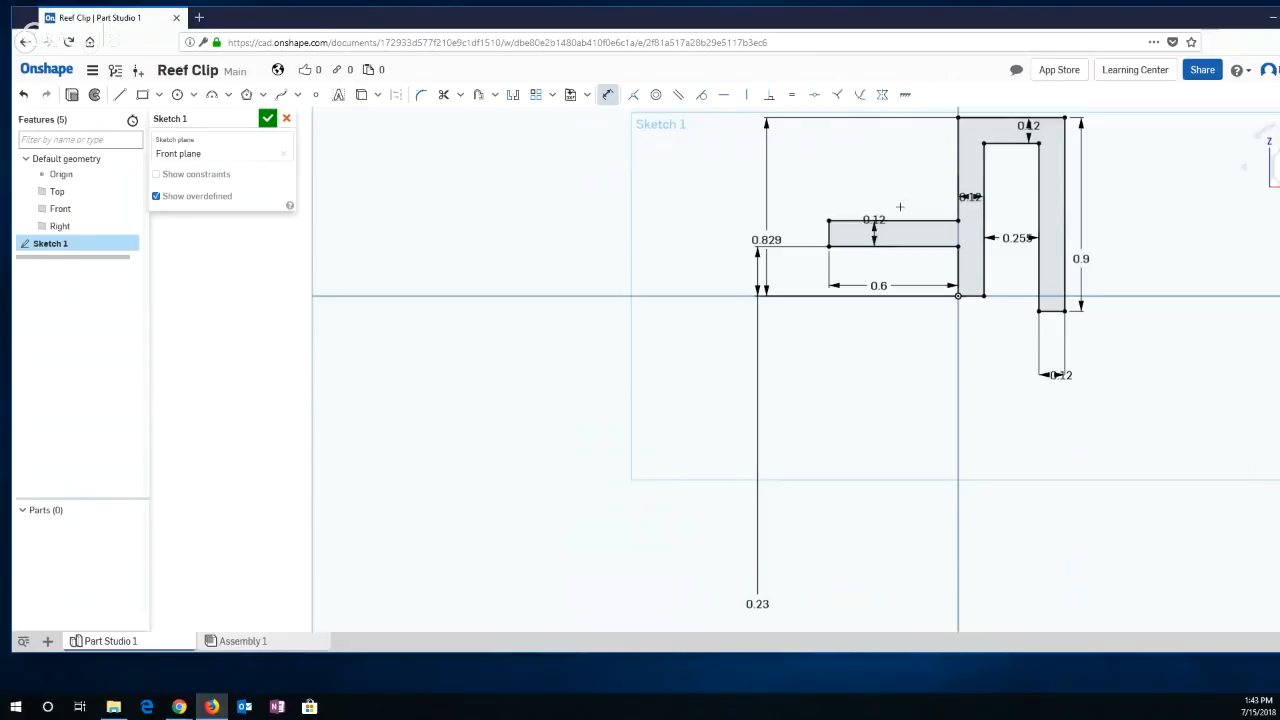 Reef Clip | Part Studio 1
https://cad.onshape.com/documents/172933d577f210e9c1df1510/w/dbe80e2b1480ab410f0e6c1a/e/2f81a517a28b29e5117b3ec6
Onshape
Reef Clip Main
0
0
0
App Store
Learning Center
Share
Features (5)
Filter by name or type
Default geometry
Origin
Top
Front
Right
Sketch 1
Parts (0)
Sketch 1
Sketch plane
Front plane
Show constraints
Show overdefined
Sketch 1
Z
0.12
0.12
0.12
0.829
0.255
0.9
0.6
0.12
0.23
Part Studio 1
Assembly 1
1:43 PM
7/15/2018